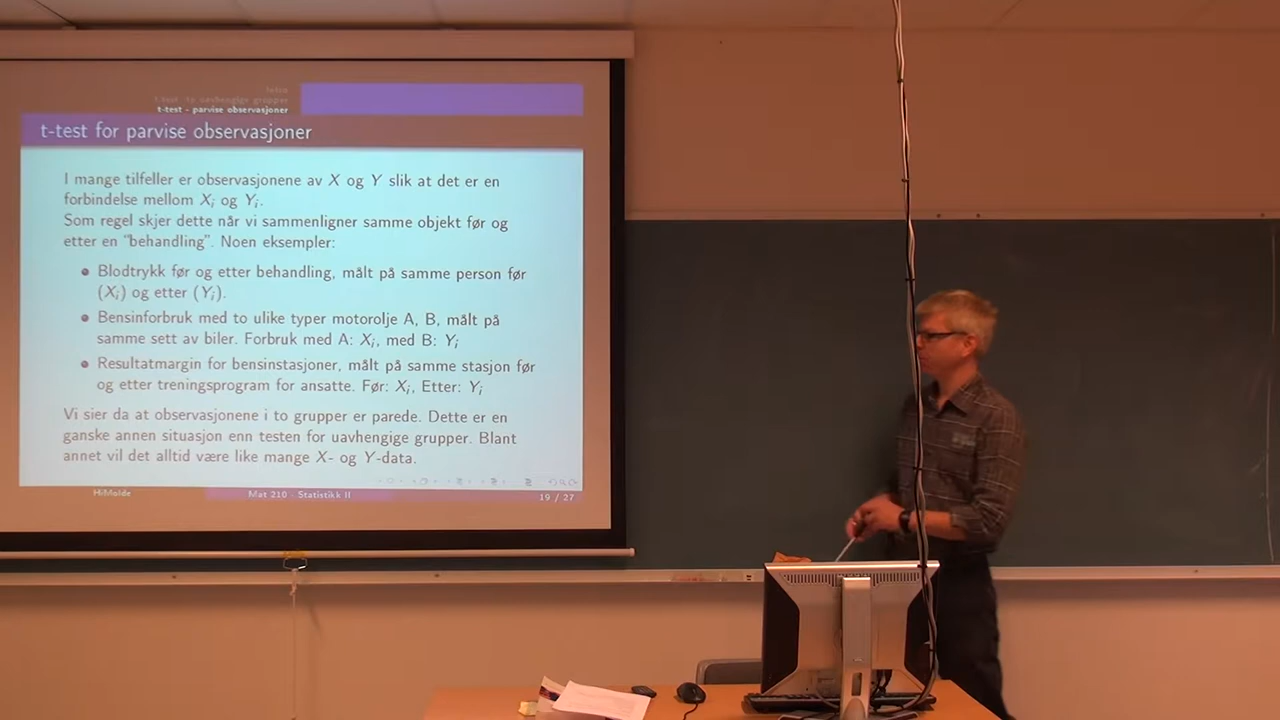 t-test to uavhengige grupper
t-test - parvise observasjoner
t-test for parvise observasjoner
I mange tilfeller er observasjonene av X og Y slik at det er en
forbindelse mellom Xi og Yi.
Som regel skjer dette når vi sammenligner samme objekt før og
etter en "behandling". Noen eksempler:
Blodtrykk før og etter behandling, målt på samme person før
(Xi) og etter (Yi).
Bensinforbruk med to ulike typer motorolje A, B, målt på
samme sett av biler. Forbruk med A: Xi, med B: Yi
Resultatmargin for bensinstasjoner, målt på samme stasjon før
og etter treningsprogram for ansatte. Før: Xi, Etter: Yi
Vi sier da at observasjonene i to grupper er parede. Dette er en
ganske annen situasjon enn testen for uavhengige grupper. Blant
annet vil det alltid være like mange X- og Y-data.
HiMolde
Mat 210 - Statistikk II
19 / 27